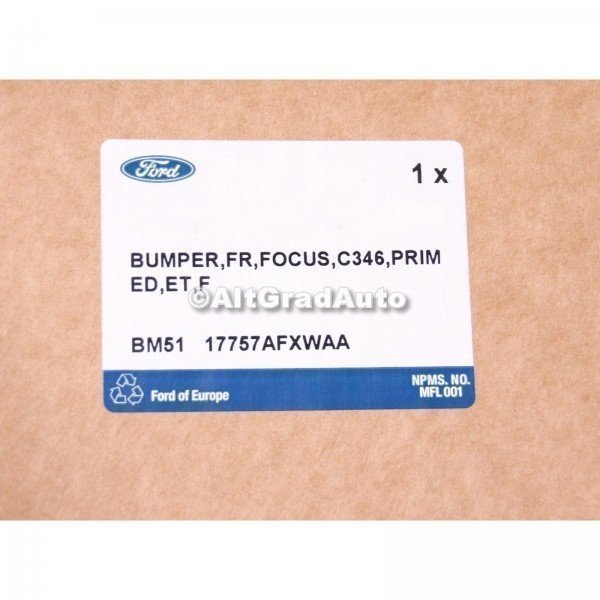 Ford
1 x
BUMPER,FR,FOCUS,C346,PRIM
ED,ET,F
©AltGradAuto
BM51 17757AFXWAA
Ford of Europe
NPMS. NO.
MFL 001